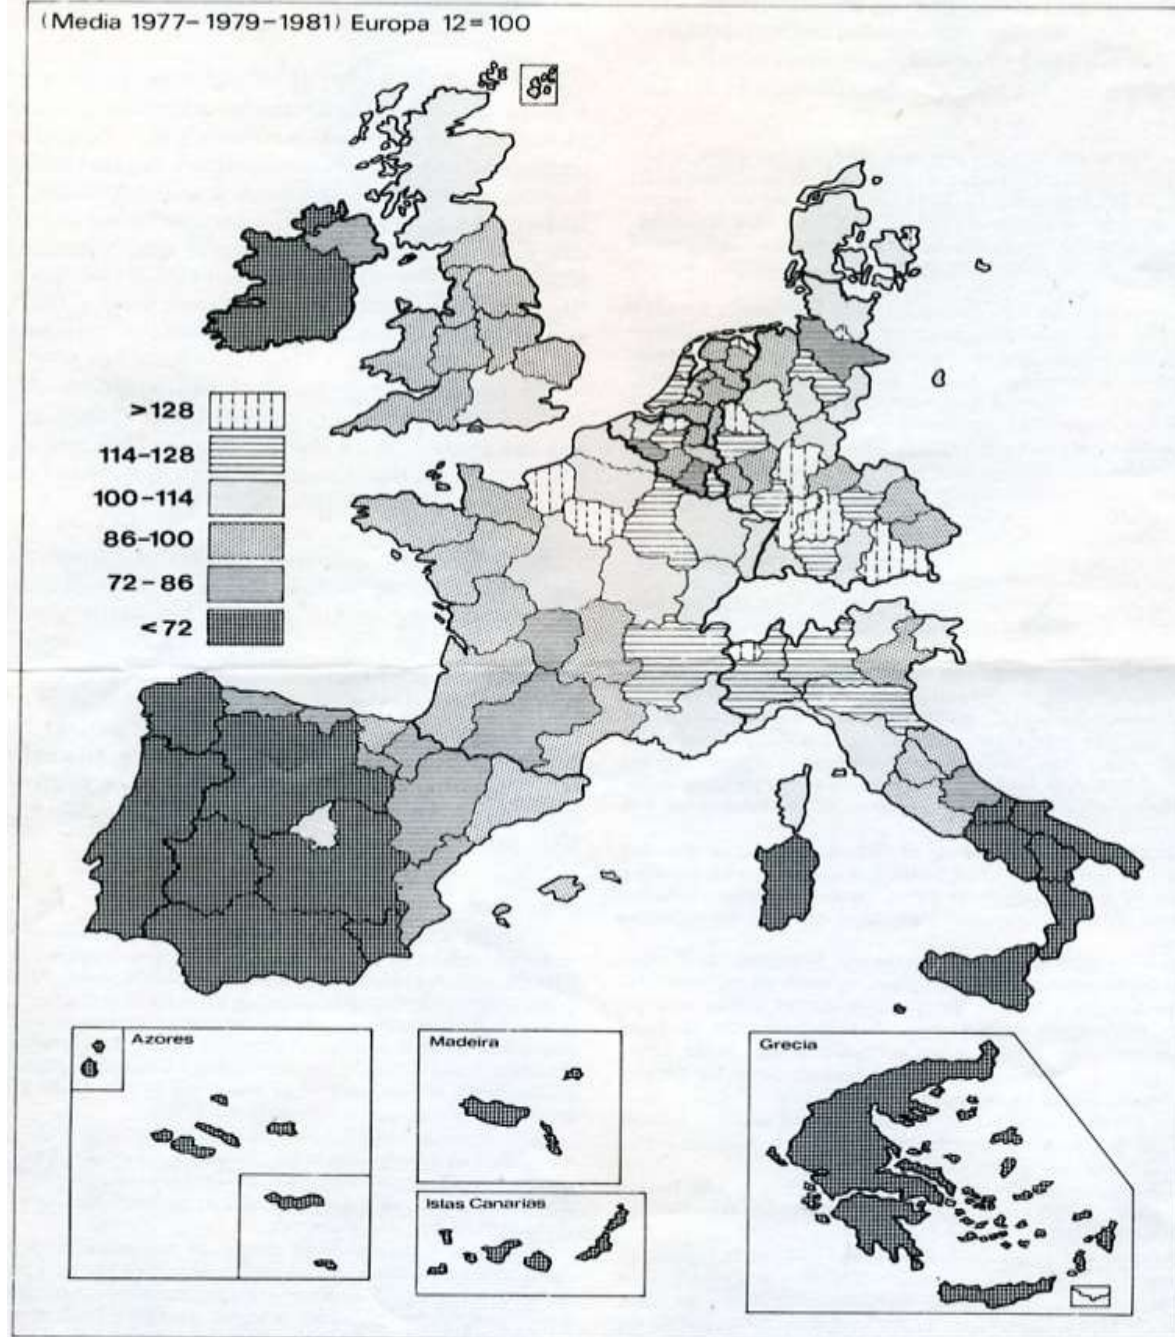 (Media 1977-1979-1981) Europa 12=100
>128
114-128
100-114
86-100
72-86
<72
Azores
Madeira
Grecia
Islas Canarias